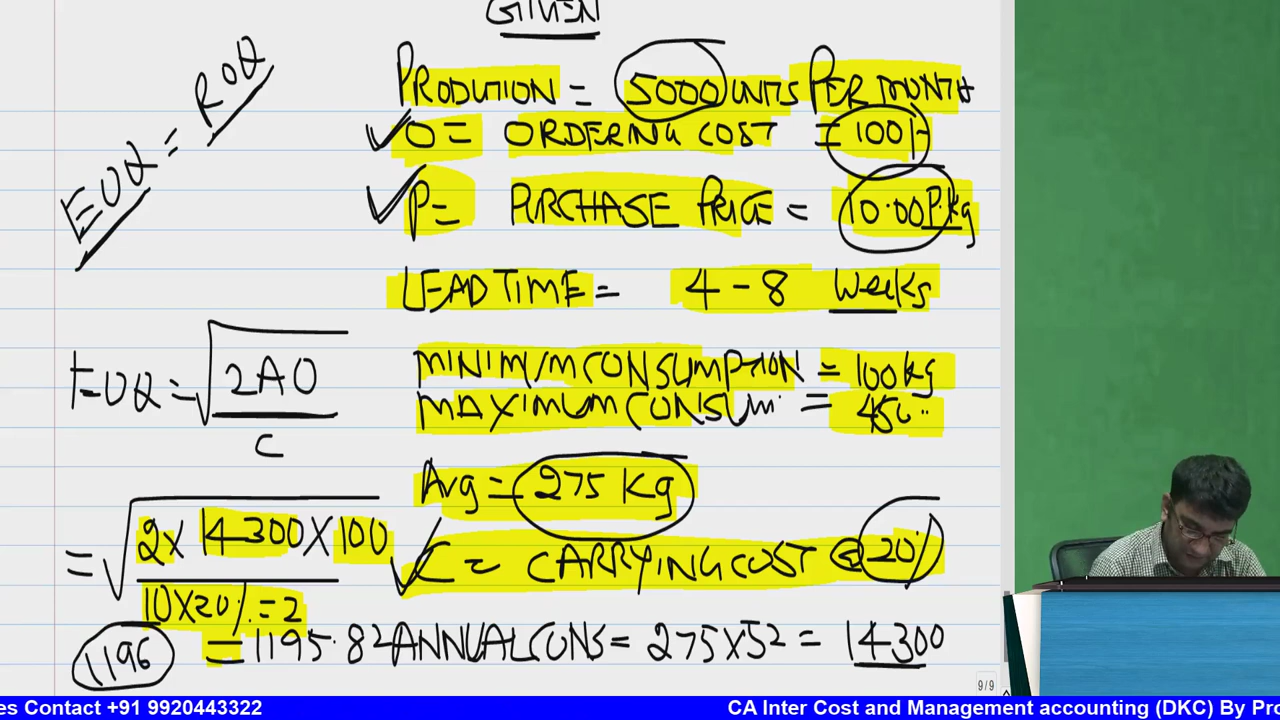 GIVEN
PRODUTION = 5000 UNITS PER MONTH
O = ORDERING COST = 100/-
P = PURCHASE PRICE = 10.00 P.Kg
EOQ = ROQ
LEAD TIME = 4 - 8 Weeks
MINIM/M CONSUMPTION = 100 kg
EOQ = √2AO
C
MAXIMUM CONSUM = 450 "
Avg = 275 Kg
= √2 x 14300 X 100
C = CARRYING COST @ 20%
10 X 20% = 2
= 1195.82 ANNUAL CONS = 275 X 52 = 14300
1196
9/9
es Contact +91 9920443322
CA Inter Cost and Management accounting (DKC) By Pro